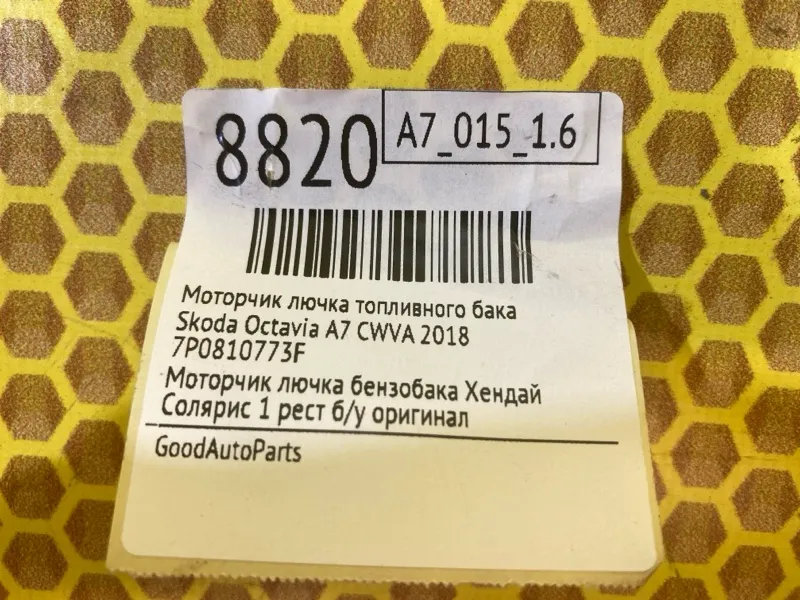 8820
A7_015_1.6
Моторчик лючка топливного бака
Skoda Octavia A7 CWVA 2018
7P0810773F
Моторчик лючка бензобака Хендай
Солярис 1 рест б/у оригинал
GoodAutoParts